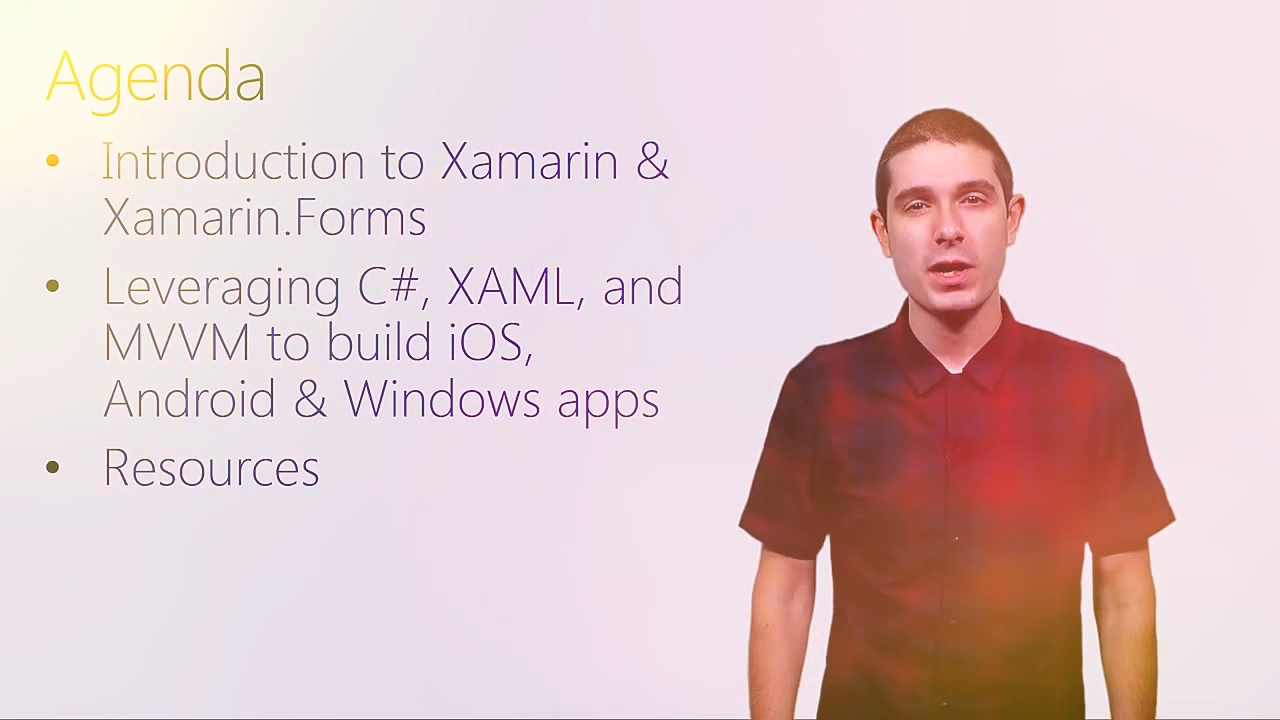 Agenda
• Introduction to Xamarin &
Xamarin.Forms
• Leveraging C#, XAML, and
MVVM to build iOS,
Android & Windows apps
• Resources